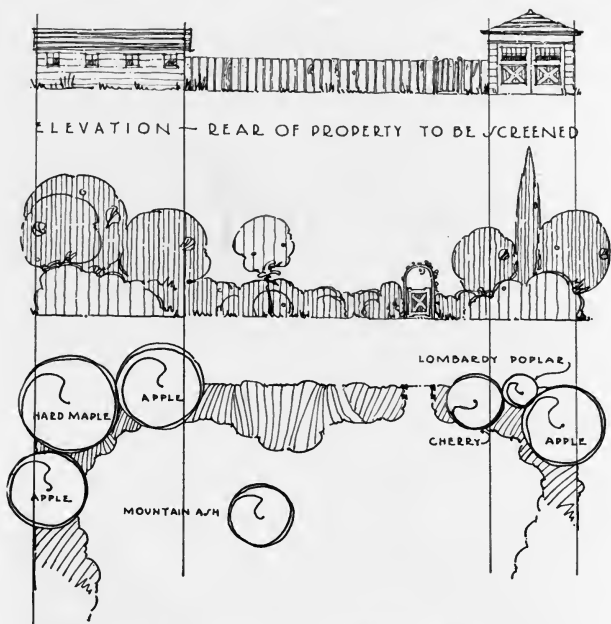 ELEVATION — REAR OF PROPERTY TO BE SCREENED
LOMBARDY POPLAR
HARD MAPLE
APPLE
CHERRY
APPLE
APPLE
MOUNTAIN ASH